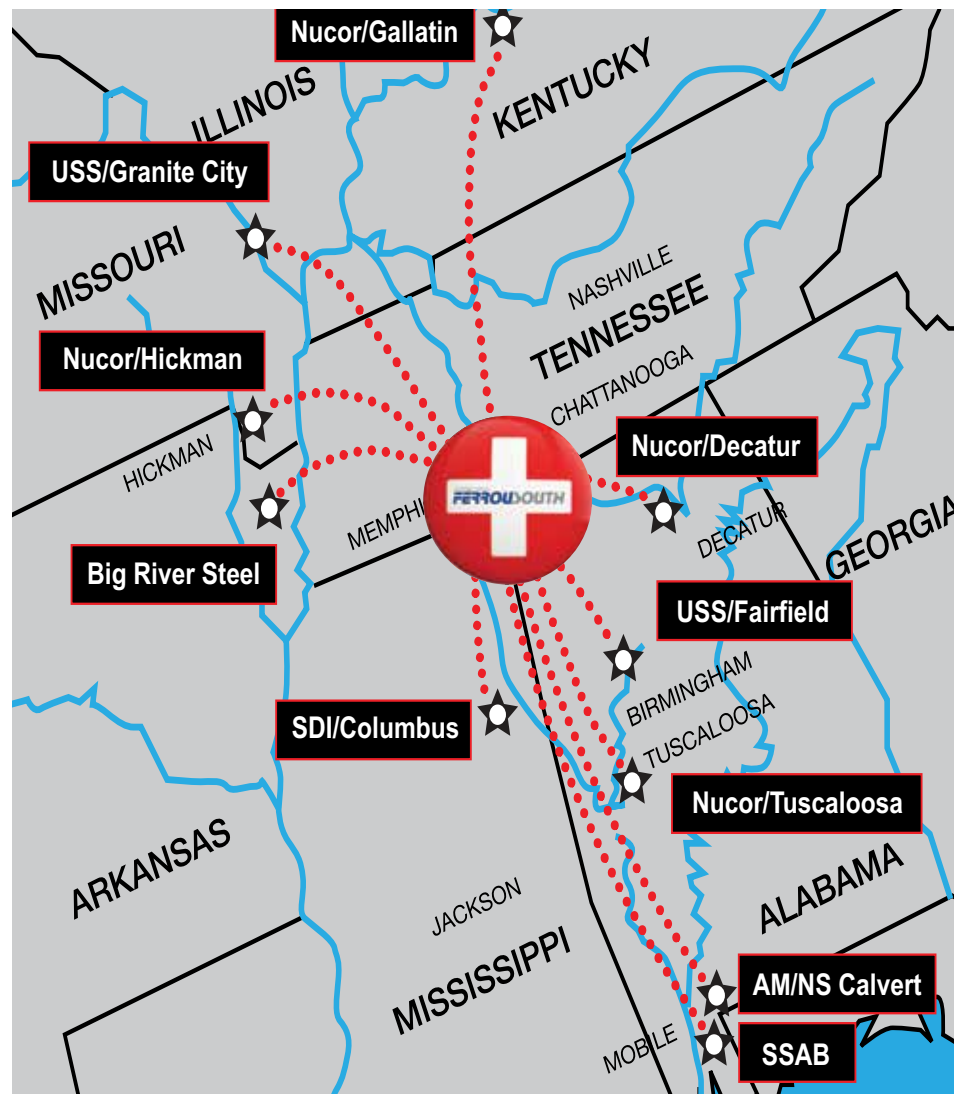 Nucor/Gallatin
KENTUCKY
ILLINOIS
USS/Granite City
MISSOURI
NASHVILLE
TENNESSEE
Nucor/Hickman
CHATTANOOGA
HICKMAN
Nucor/Decatur
FERROUSOUTH
MEMPHI
DECATUR
GEORGIA
Big River Steel
USS/Fairfield
BIRMINGHAM
SDI/Columbus
TUSCALOOSA
Nucor/Tuscaloosa
ARKANSAS
ALABAMA
JACKSON
MISSISSIPPI
AM/NS Calvert
MOBILE
SSAB